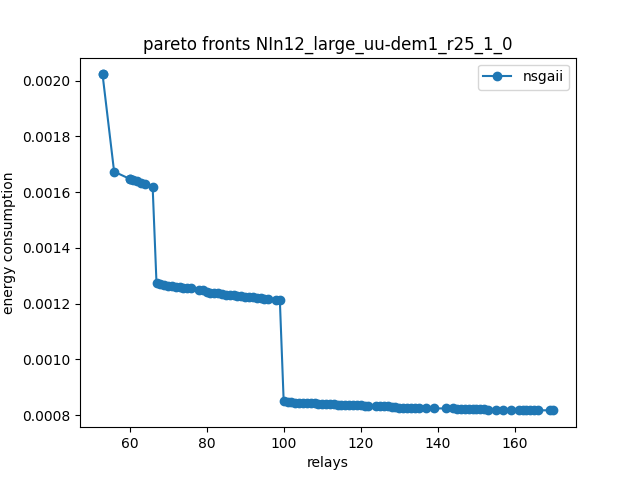 pareto fronts NIn12_large_uu-dem1_r25_1_0
nsgaii
energy consumption
0.0020
0.0018
0.0016
0.0014
0.0012
0.0010
0.0008
60 80 100 120 140 160
relays